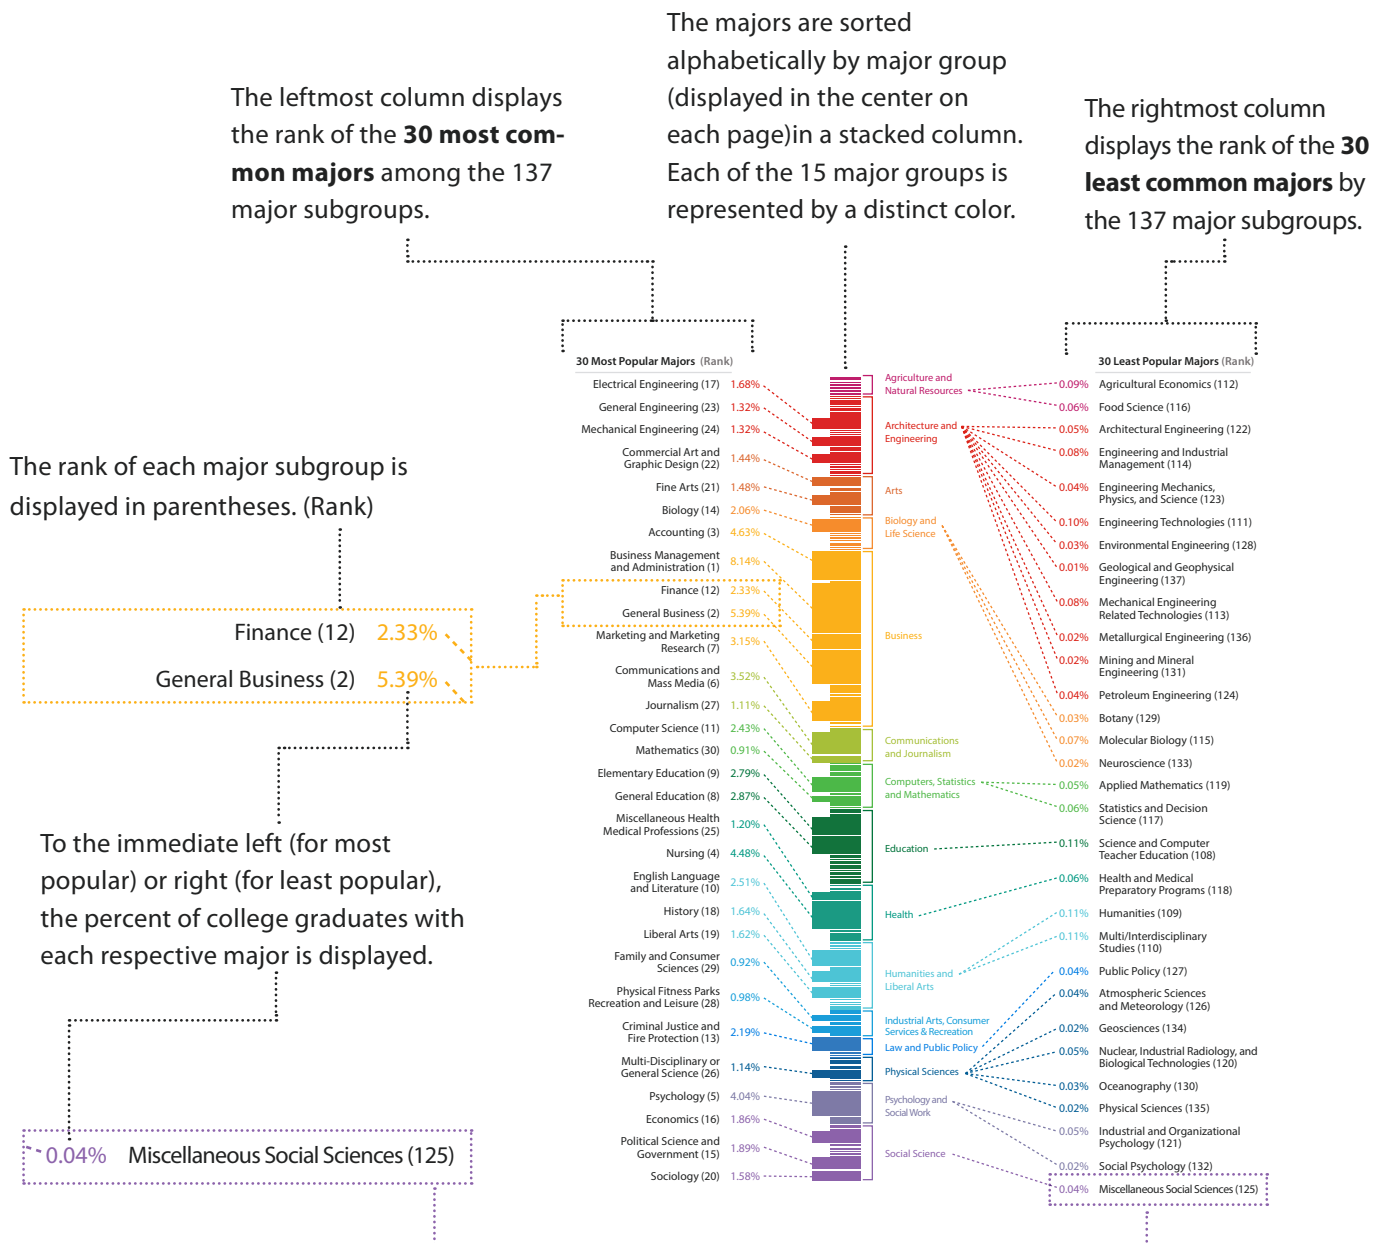 The leftmost column displays
the rank of the 30 most com-
mon majors among the 137
major subgroups.
The majors are sorted
alphabetically by major group
(displayed in the center on
each page)in a stacked column.
Each of the 15 major groups is
represented by a distinct color.
The rightmost column
displays the rank of the 30
least common majors by
the 137 major subgroups.
The rank of each major subgroup is
displayed in parentheses. (Rank)
Finance (12) 2.33%
General Business (2) 5.39%
To the immediate left (for most
popular) or right (for least popular),
the percent of college graduates with
each respective major is displayed.
0.04% Miscellaneous Social Sciences (125)
30 Most Popular Majors (Rank)
Electrical Engineering (17) 1.68%
General Engineering (23) 1.32%
Mechanical Engineering (24) 1.32%
Commercial Art and
Graphic Design (22) 1.44%
Fine Arts (21) 1.48%
Biology (14) 2.06%
Accounting (3) 4.63%
Business Management
and Administration (1) 8.14%
Finance (12) 2.33%
General Business (2) 5.39%
Marketing and Marketing
Research (7) 3.15%
Communications and
Mass Media (6) 3.52%
Journalism (27) 1.11%
Computer Science (11) 2.43%
Mathematics (30) 0.91%
Elementary Education (9) 2.79%
General Education (8) 2.87%
Miscellaneous Health
Medical Professions (25) 1.20%
Nursing (4) 4.48%
English Language
and Literature (10) 2.51%
History (18) 1.64%
Liberal Arts (19) 1.62%
Family and Consumer
Sciences (29) 0.92%
Physical Fitness Parks
Recreation and Leisure (28) 0.98%
Criminal Justice and
Fire Protection (13) 2.19%
Multi-Disciplinary or
General Science (26) 1.14%
Psychology (5) 4.04%
Economics (16) 1.86%
Political Science and
Government (15) 1.89%
Sociology (20) 1.58%
Agriculture and
Natural Resources
Architecture and
Engineering
Arts
Biology and
Life Science
Business
Communications
and Journalism
Computers, Statistics
and Mathematics
Education
Health
Humanities and
Liberal Arts
Industrial Arts, Consumer
Services & Recreation
Law and Public Policy
Physical Sciences
Psychology and
Social Work
Social Science
30 Least Popular Majors (Rank)
0.09% Agricultural Economics (112)
0.06% Food Science (116)
0.05% Architectural Engineering (122)
0.08% Engineering and Industrial
Management (114)
0.04% Engineering Mechanics,
Physics, and Science (123)
0.10% Engineering Technologies (111)
0.03% Environmental Engineering (128)
0.01% Geological and Geophysical
Engineering (137)
0.08% Mechanical Engineering
Related Technologies (113)
0.02% Metallurgical Engineering (136)
0.02% Mining and Mineral
Engineering (131)
0.04% Petroleum Engineering (124)
0.03% Botany (129)
0.07% Molecular Biology (115)
0.02% Neuroscience (133)
0.05% Applied Mathematics (119)
0.06% Statistics and Decision
Science (117)
0.11% Science and Computer
Teacher Education (108)
0.06% Health and Medical
Preparatory Programs (118)
0.11% Humanities (109)
0.11% Multi/Interdisciplinary
Studies (110)
0.04% Public Policy (127)
0.04% Atmospheric Sciences
and Meteorology (126)
0.02% Geosciences (134)
0.05% Nuclear, Industrial Radiology, and
Biological Technologies (120)
0.03% Oceanography (130)
0.02% Physical Sciences (135)
0.05% Industrial and Organizational
Psychology (121)
0.02% Social Psychology (132)
0.04% Miscellaneous Social Sciences (125)